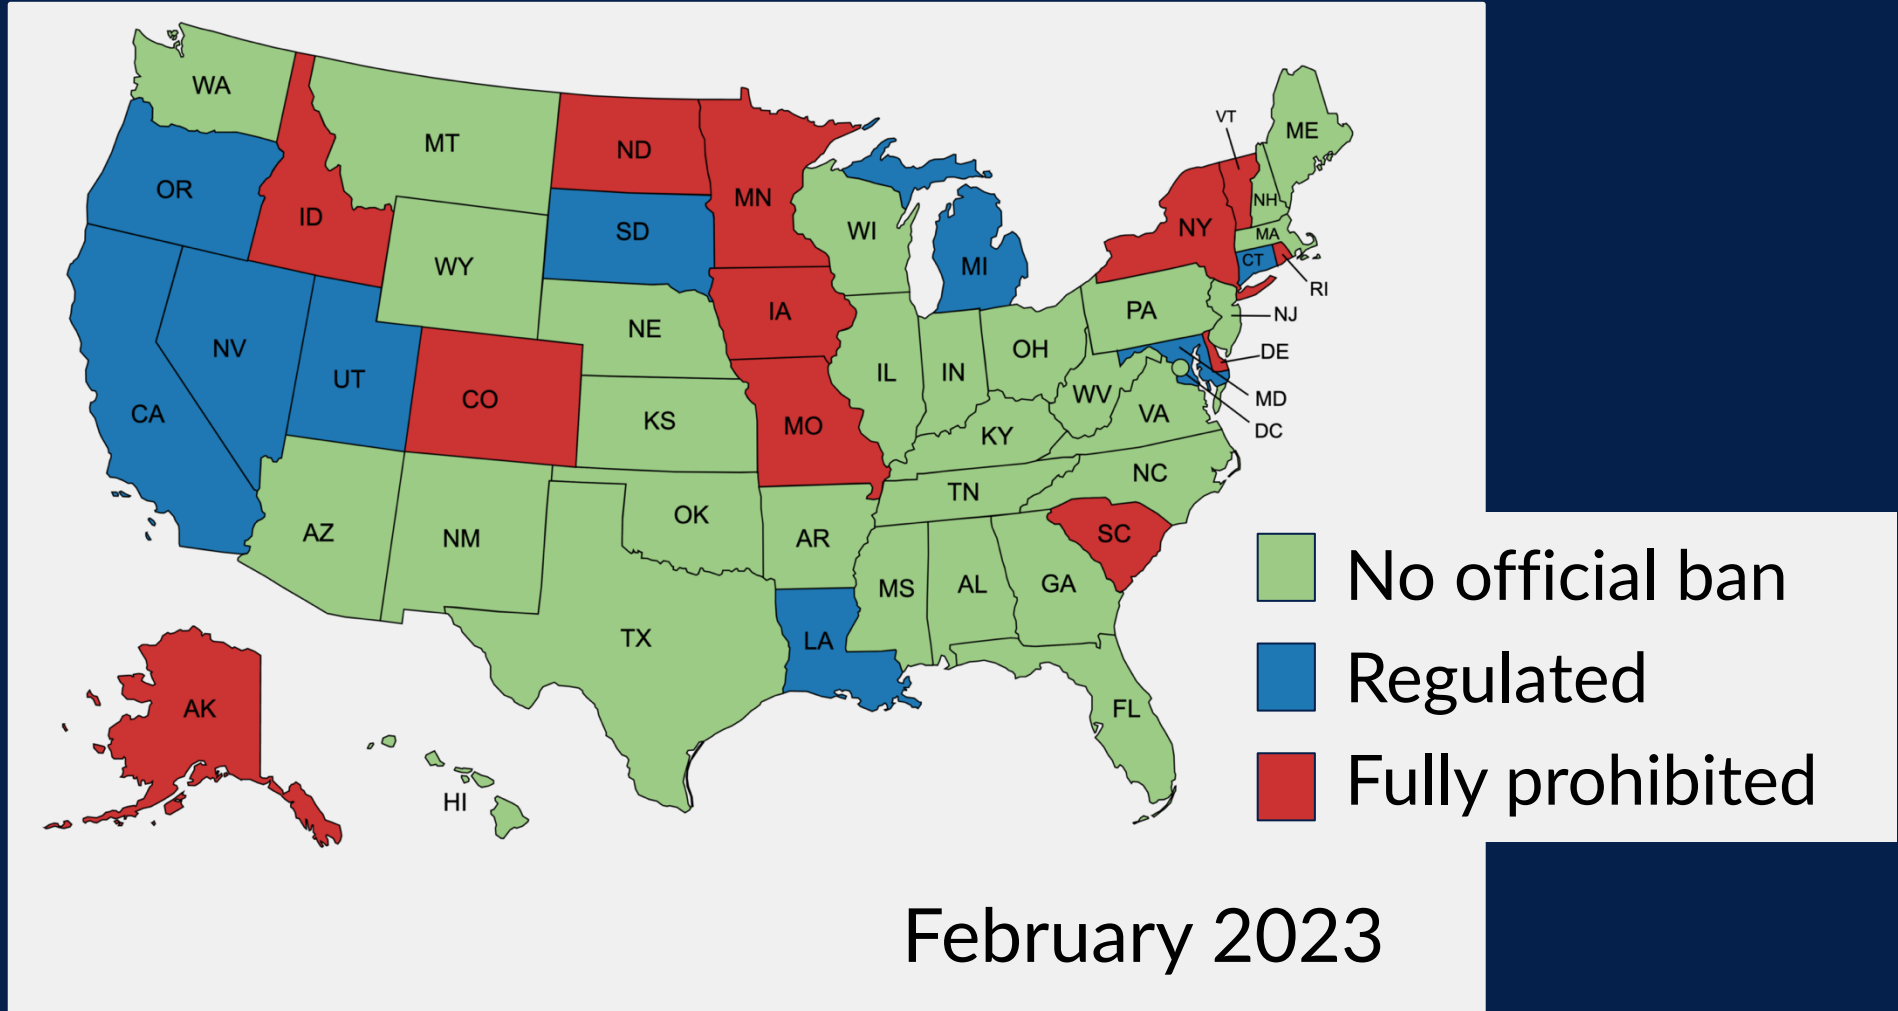 WA
MT
ND
MN
VT
ME
OR
ID
SD
WI
NH
NY
MA
WY
MI
CT
RI
IA
NE
PA
NJ
NV
OH
DE
UT
IL
IN
CO
WV
MD
CA
KS
MO
VA
DC
KY
NC
TN
OK
AZ
NM
AR
SC
MS
AL
GA
No official ban
TX
LA
Regulated
AK
FL
HI
Fully prohibited
February 2023